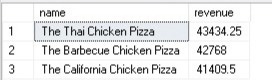 name revenue
1 The Thai Chicken Pizza 43434.25
2 The Barbecue Chicken Pizza 42768
3 The California Chicken Pizza 41409.5